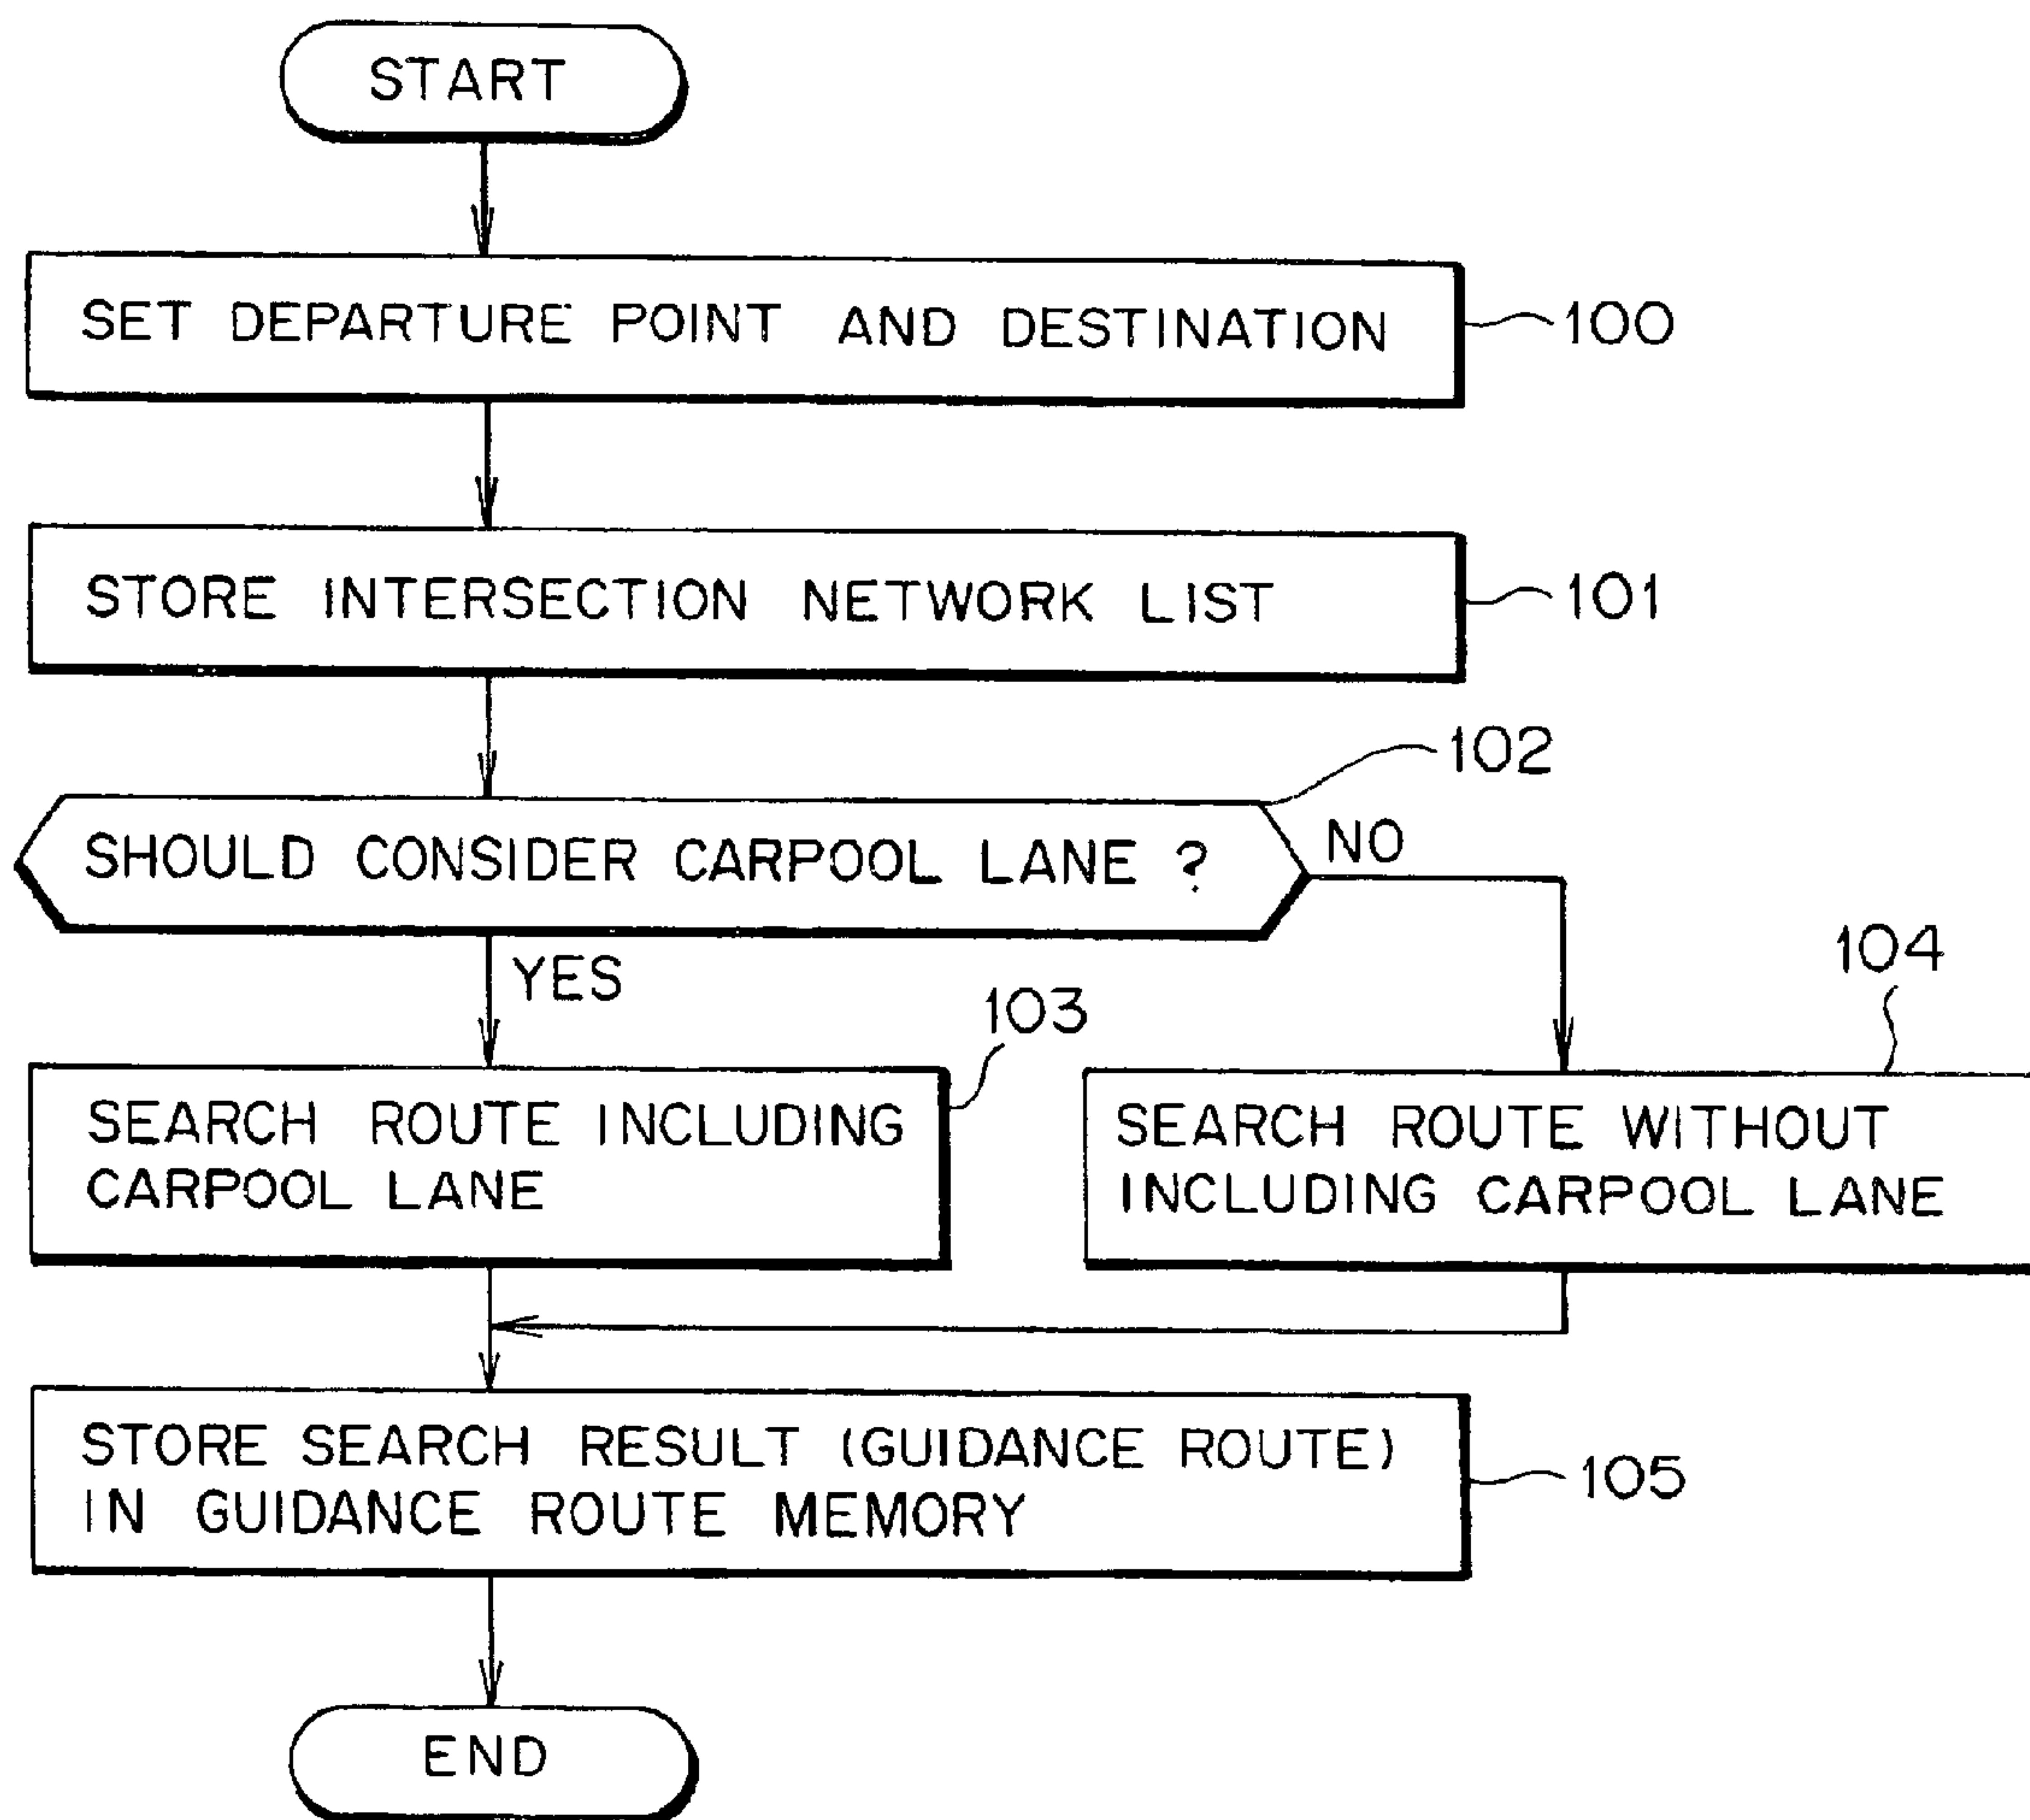 START
SET DEPARTURE POINT AND DESTINATION
100
STORE INTERSECTION NETWORK LIST
101
102
SHOULD CONSIDER CARPOOL LANE ?
NO
YES
103
104
SEARCH ROUTE INCLUDING
CARPOOL LANE
SEARCH ROUTE WITHOUT
INCLUDING CARPOOL LANE
STORE SEARCH RESULT (GUIDANCE ROUTE)
IN GUIDANCE ROUTE MEMORY
105
END